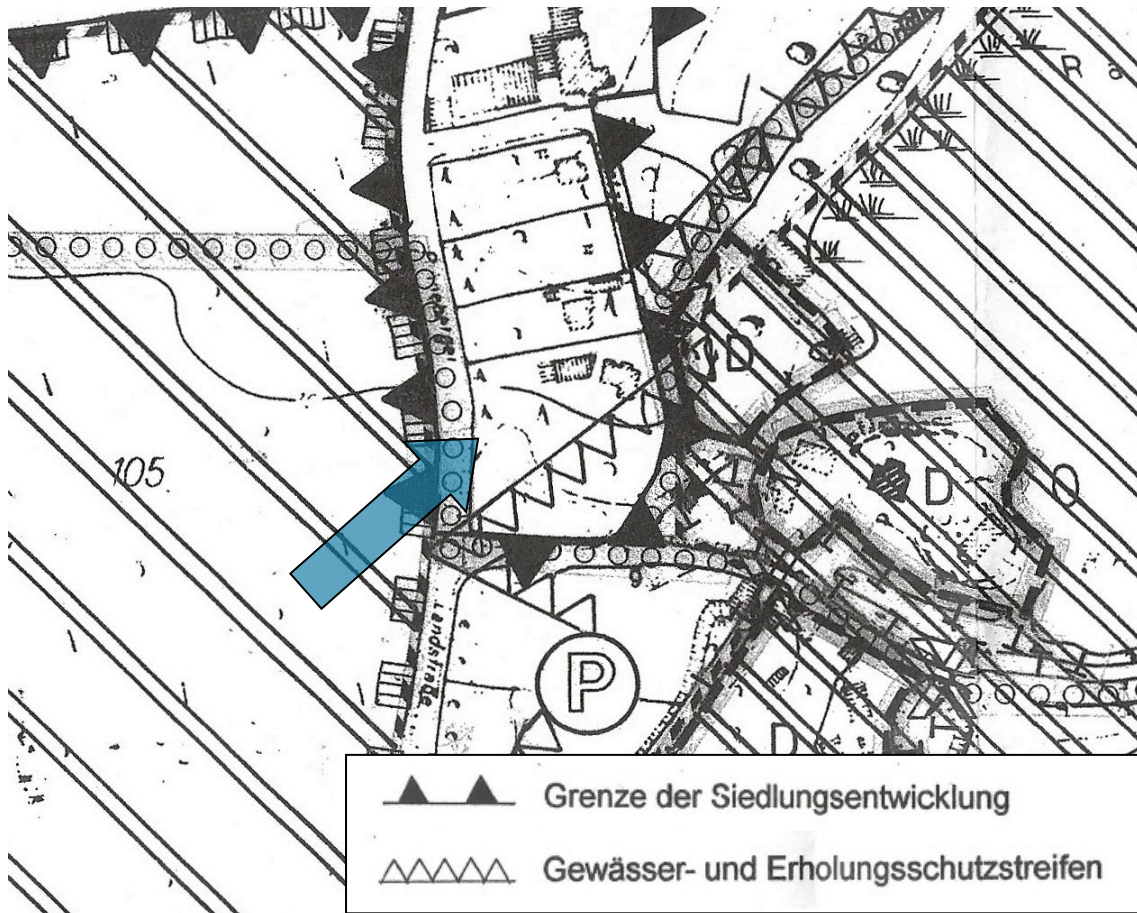 R
D
105
D O
Landstraße
P
D
Grenze der Siedlungsentwicklung
Gewässer- und Erholungsschutzstreifen